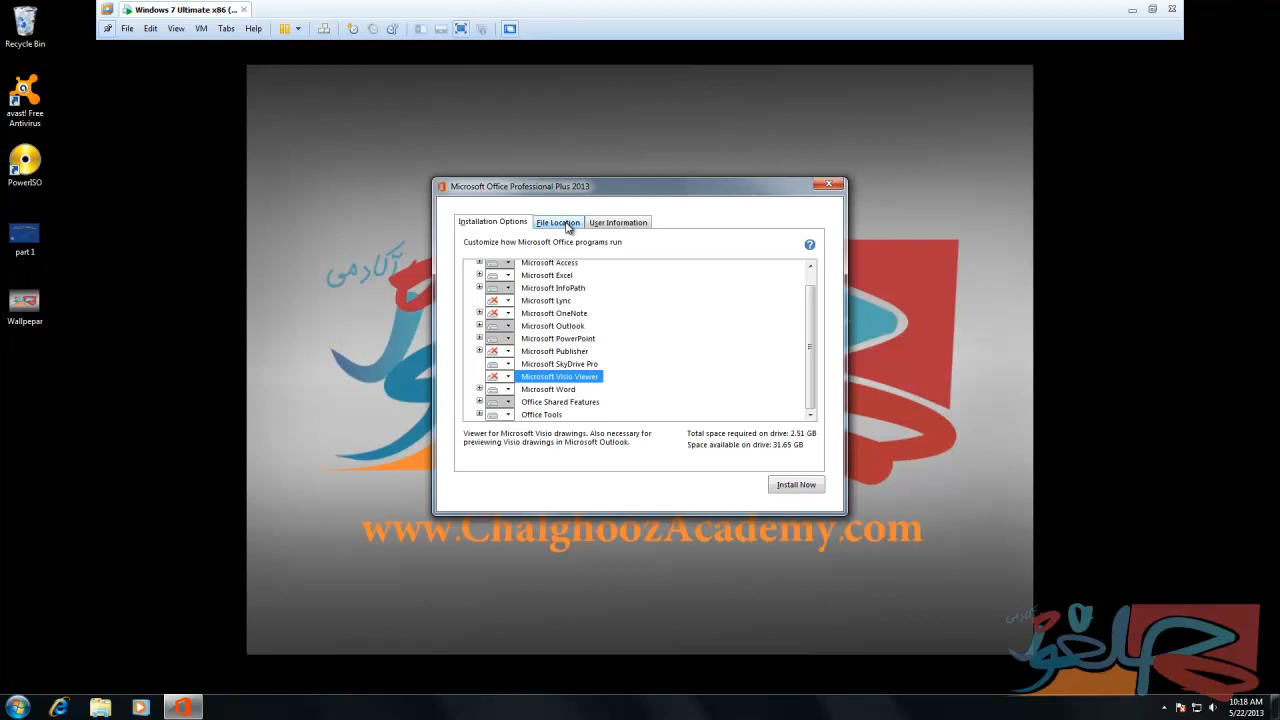 Windows 7 Ultimate x86 (...
File Edit View VM Tabs Help
Recycle Bin
avast! Free
Antivirus
PowerISO
part 1
Wallpepar
آکادمی
Microsoft Office Professional Plus 2013
Installation Options File Location User Information
Customize how Microsoft Office programs run
Microsoft Access
Microsoft Excel
Microsoft InfoPath
Microsoft Lync
Microsoft OneNote
Microsoft Outlook
Microsoft PowerPoint
Microsoft Publisher
Microsoft SkyDrive Pro
Microsoft Visio Viewer
Microsoft Word
Office Shared Features
Office Tools
Viewer for Microsoft Visio drawings. Also necessary for
previewing Visio drawings in Microsoft Outlook.
Total space required on drive: 2.51 GB
Space available on drive: 31.65 GB
Install Now
www.ChalghoozAcademy.com
آکادمی
چلغوز
10:18 AM
5/22/2013